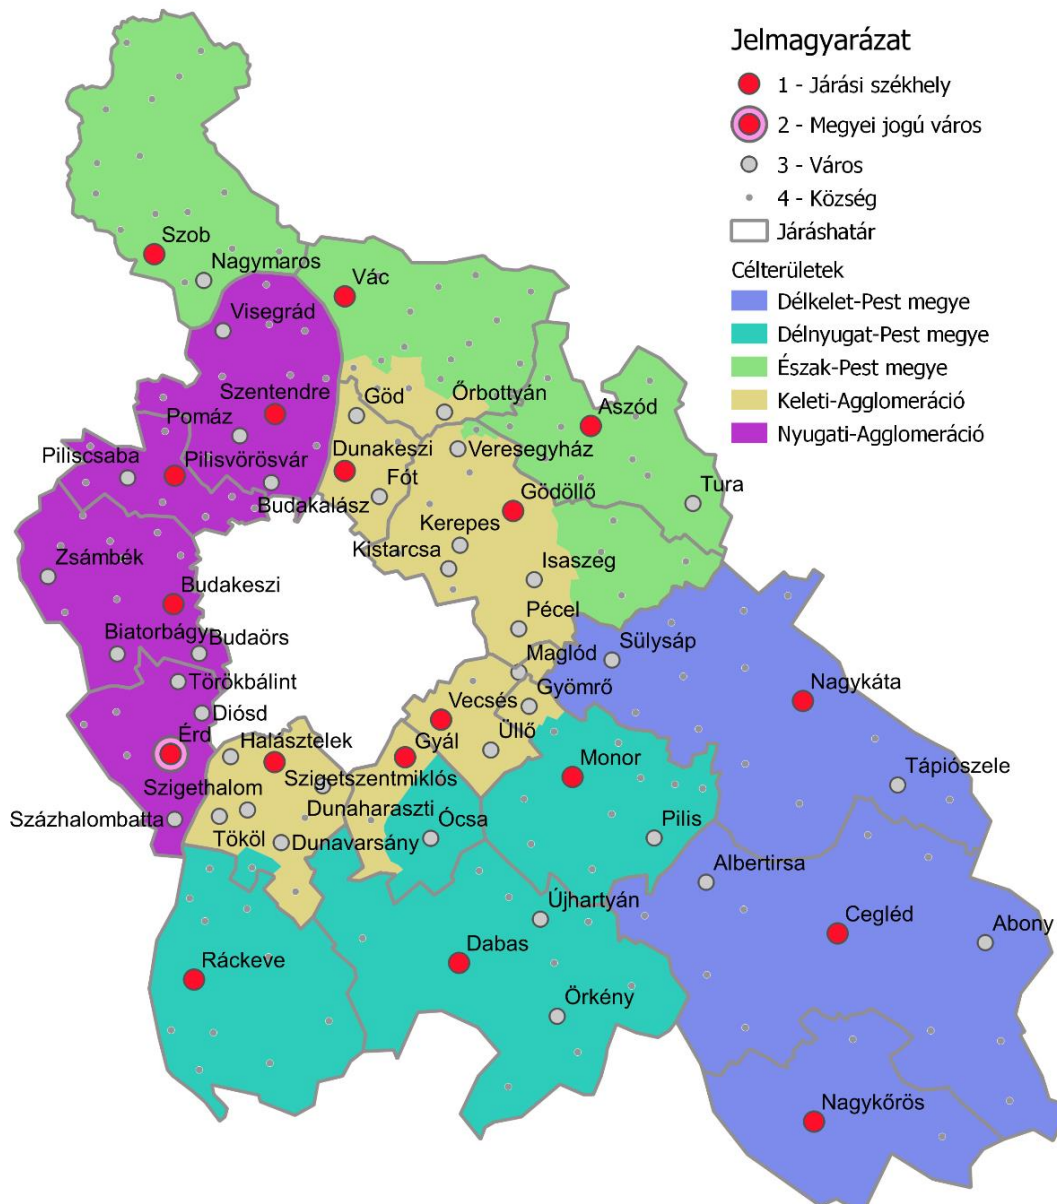 Jelmagyarázat
1 - Járási székhely
2 - Megyei jogú város
3 - Város
4 - Község
Járáshatár
Célterületek
Délkelet-Pest megye
Délnyugat-Pest megye
Észak-Pest megye
Keleti-Agglomeráció
Nyugati-Agglomeráció
Szob
Nagymaros
Vác
Visegrád
Szentendre
Göd
Őrbottyán
Aszód
Pomáz
Piliscsaba
Pilisvörösvár
Dunakeszi
Veresegyház
Fót
Budakalász
Gödöllő
Tura
Kerepes
Kistarcsa
Isaszeg
Zsámbék
Budakeszi
Pécel
Biatorbágy
Budaörs
Sülysáp
Maglód
Törökbálint
Gyömrő
Nagykáta
Vecsés
Diósd
Érd
Halásztelek
Gyál
Üllő
Monor
Szigetszentmiklós
Tápiószele
Szigethalom
Dunaharaszti
Százhalombatta
Tököl
Dunavarsány
Ócsa
Pilis
Albertirsa
Újhartyán
Cegléd
Abony
Dabas
Ráckeve
Örkény
Nagykőrös